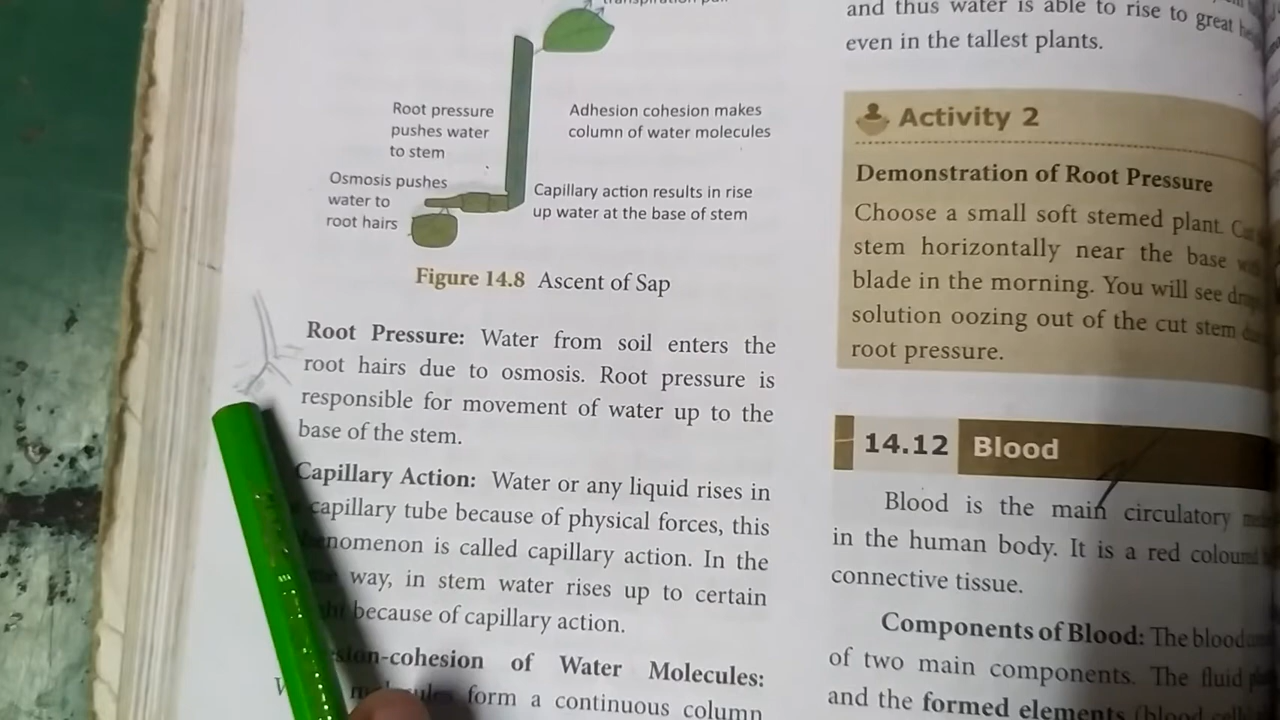 Root pressure
pushes water
to stem
Adhesion cohesion makes
column of water molecules
Osmosis pushes
water to
root hairs
Capillary action results in rise
up water at the base of stem
Figure 14.8 Ascent of Sap
Root Pressure: Water from soil enters the
root hairs due to osmosis. Root pressure is
responsible for movement of water up to the
base of the stem.
Capillary Action: Water or any liquid rises in
capillary tube because of physical forces, this
is called capillary action. In the
way, in stem water rises up to certain
because of capillary action.
of Water Molecules:
form a continuous column
and thus water is able to rise to great
even in the tallest plants.
Activity 2
Demonstration of Root Pressure
Choose a small soft stemed plant.
stem horizontally near the base
blade in the morning. You will see
solution oozing out of the cut stem
root pressure.
14.12 Blood
Blood is the main circulatory
in the human body. It is a red
connective tissue.
Components of Blood: The blood
of two main components. The fluid
and the formed elements